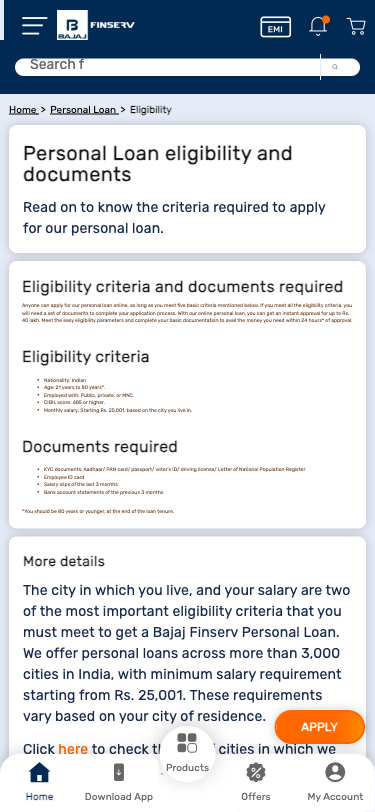 B
BAJAJ
FINSERV
EMI
Search f
Home > Personal Loan > Eligibility
Personal Loan eligibility and
documents
Read on to know the criteria required to apply
for our personal loan.
Eligibility criteria and documents required
Anyone can apply for our personal loan online, as long as you meet five basic criteria mentioned below. If you meet all the eligibility criteria, you
will need a set of documents to complete your application process. With our online personal loan, you can get an instant approval for up to Rs.
40 lakh. Meet the easy eligibility parameters and complete your basic documentation to avail the money you need within 24 hours* of approval.
Eligibility criteria
• Nationality: Indian
• Age: 21 years to 80 years*.
• Employed with: Public, private, or MNC.
• CIBIL score: 685 or higher.
• Monthly salary: Starting Rs. 25,001, based on the city you live in.
Documents required
• KYC documents: Aadhaar/ PAN card/ passport/ voter's ID/ driving license/ Letter of National Population Register
• Employee ID card
• Salary slips of the last 3 months
• Bank account statements of the previous 3 months
*You should be 80 years or younger, at the end of the loan tenure.
More details
The city in which you live, and your salary are two
of the most important eligibility criteria that you
must meet to get a Bajaj Finserv Personal Loan.
We offer personal loans across more than 3,000
cities in India, with minimum salary requirement
starting from Rs. 25,001. These requirements
vary based on your city of residence.
APPLY
Click here to check th cities in which we
Home
Download App
Products
Offers
My Account